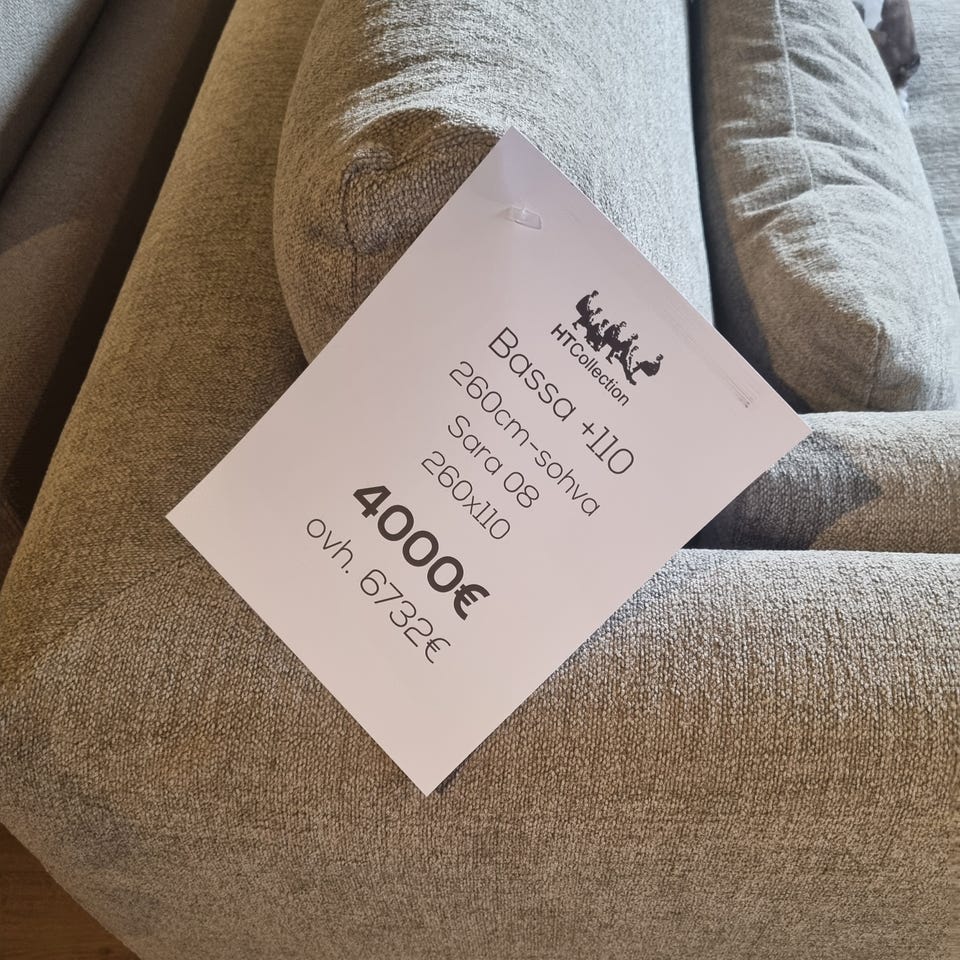 HTCollection
Bassa +110
260cm-sohva
Sara 08
260x110
4000€
ovh. 6732€